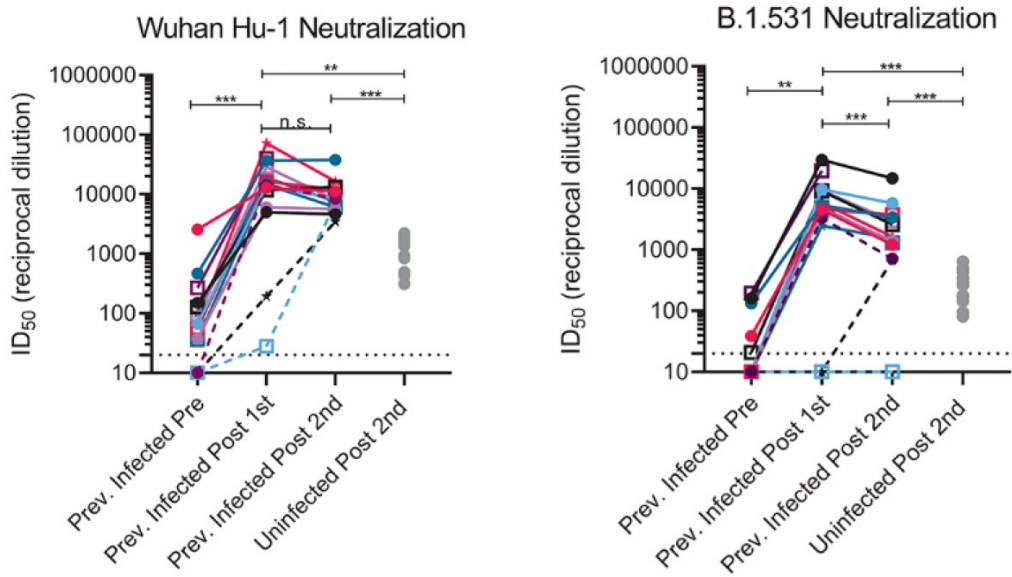 Wuhan Hu-1 Neutralization
ID50 (reciprocal dilution)
1000000
100000
10000
1000
100
10
**
***
***
n.s.
Prev. Infected Pre
Prev. Infected Post 1st
Prev. Infected Post 2nd
Uninfected Post 2nd
B.1.531 Neutralization
ID50 (reciprocal dilution)
1000000
100000
10000
1000
100
10
***
**
***
***
Prev. Infected Pre
Prev. Infected Post 1st
Prev. Infected Post 2nd
Uninfected Post 2nd